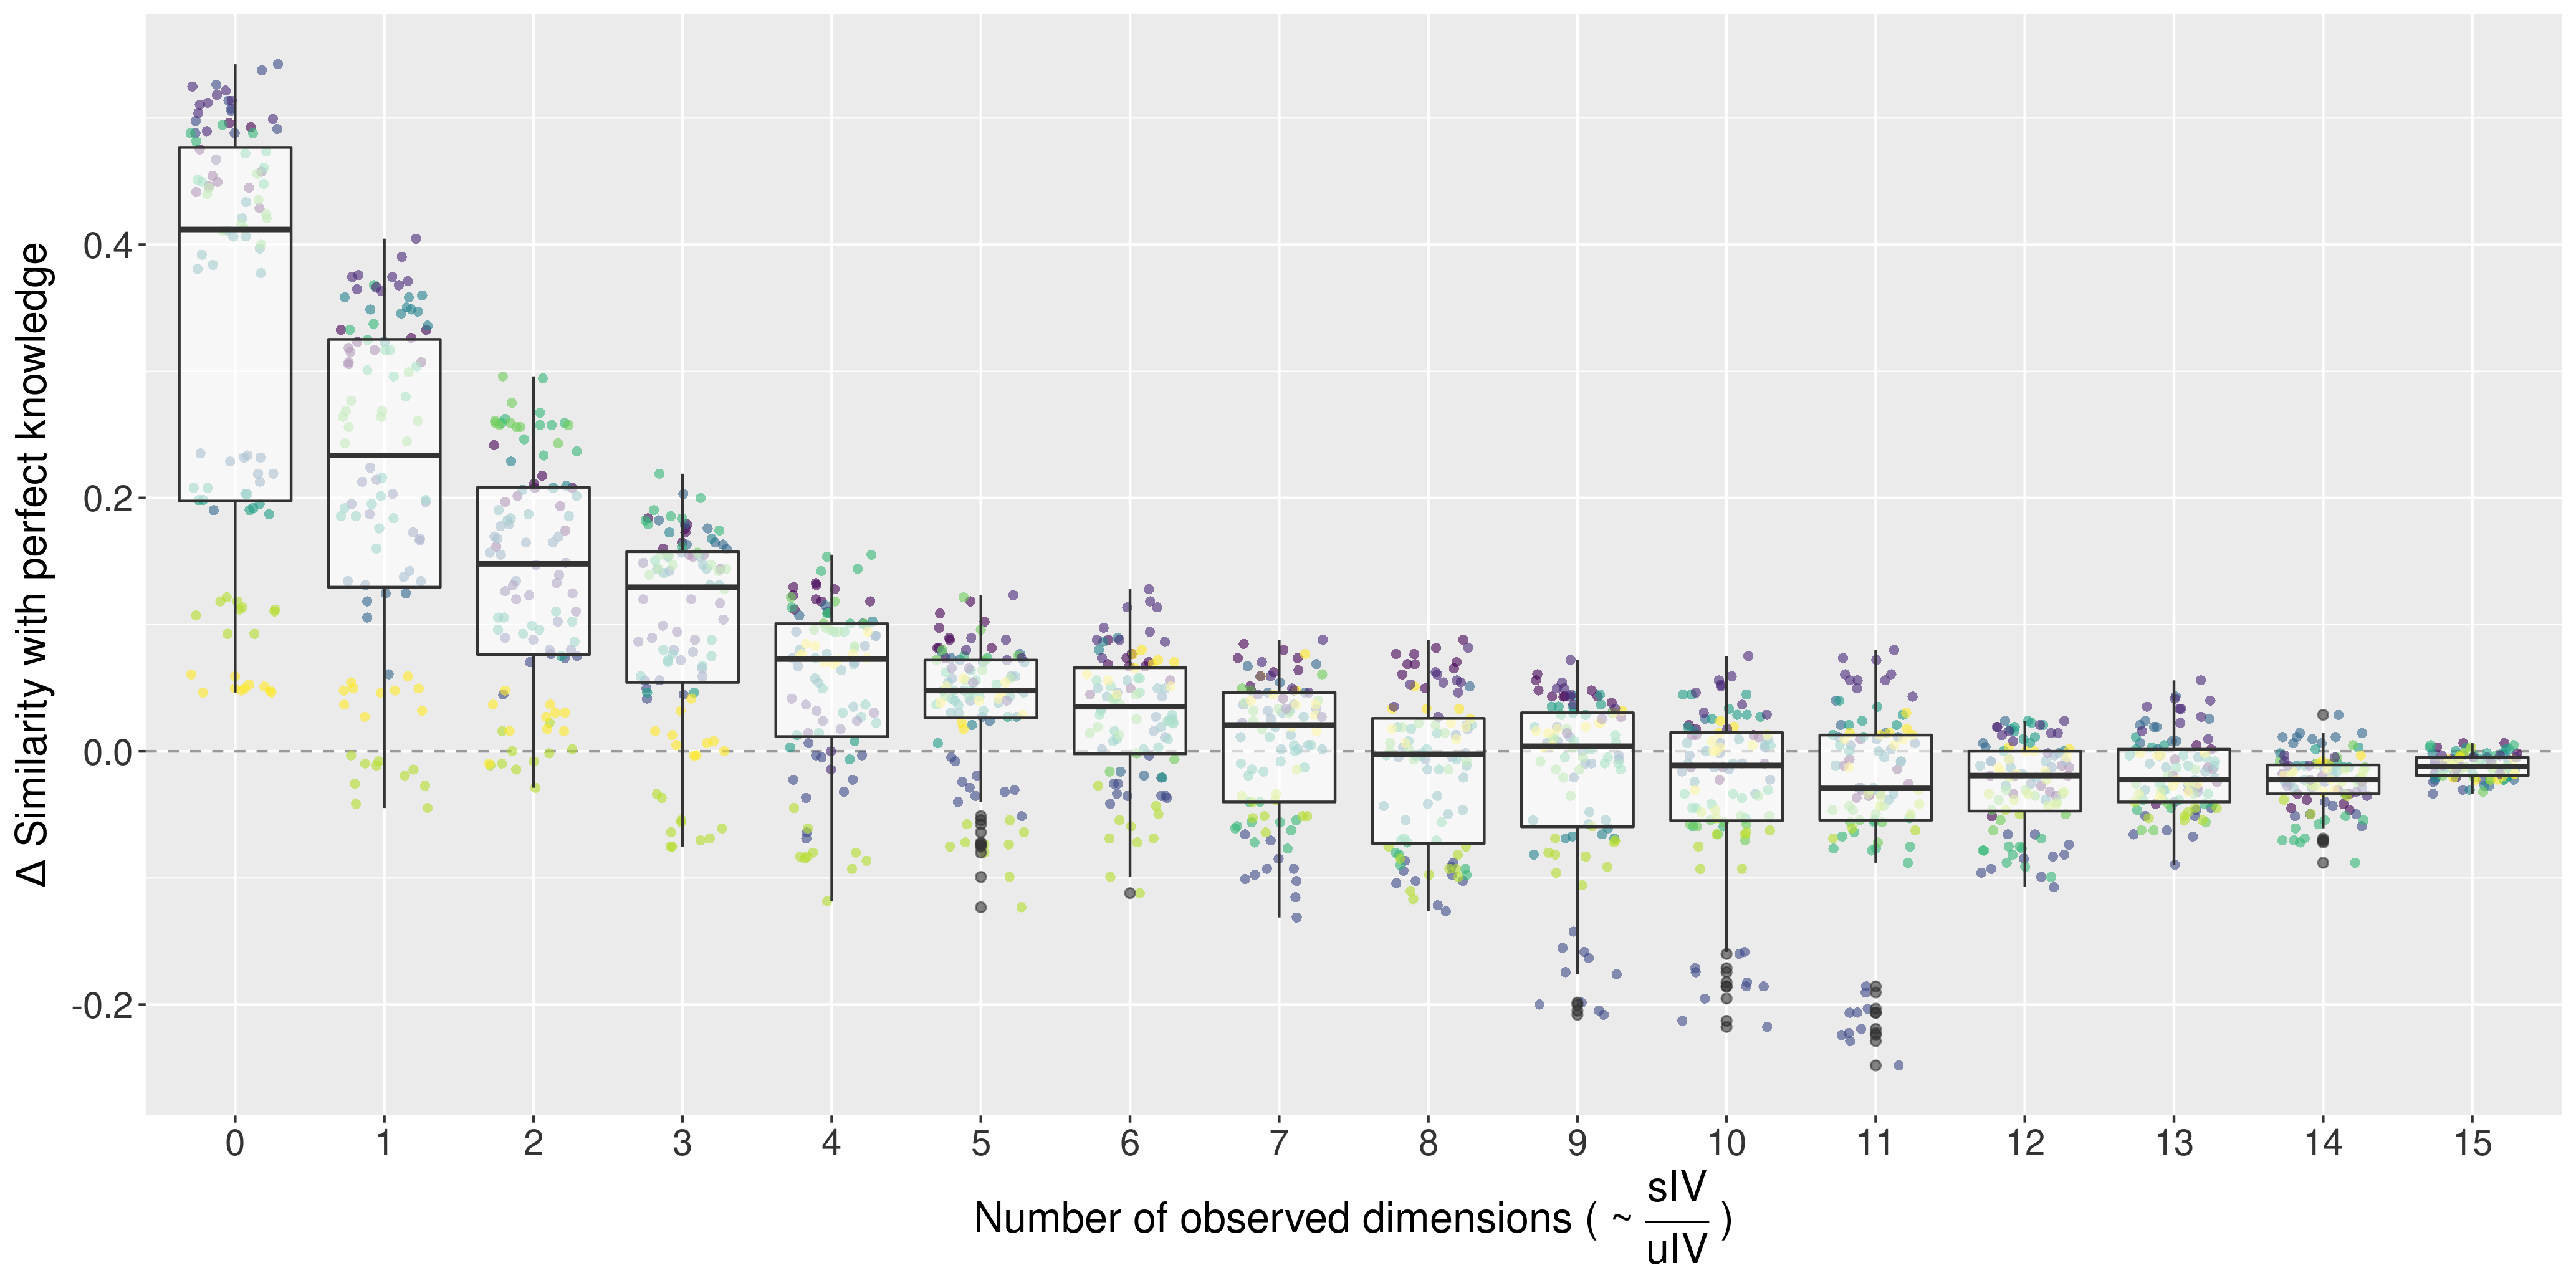 Δ Similarity with perfect knowledge
0.4
0.2
0.0
-0.2
0 1 2 3 4 5 6 7 8 9 10 11 12 13 14 15
Number of observed dimensions ( ~ sIV / uIV )